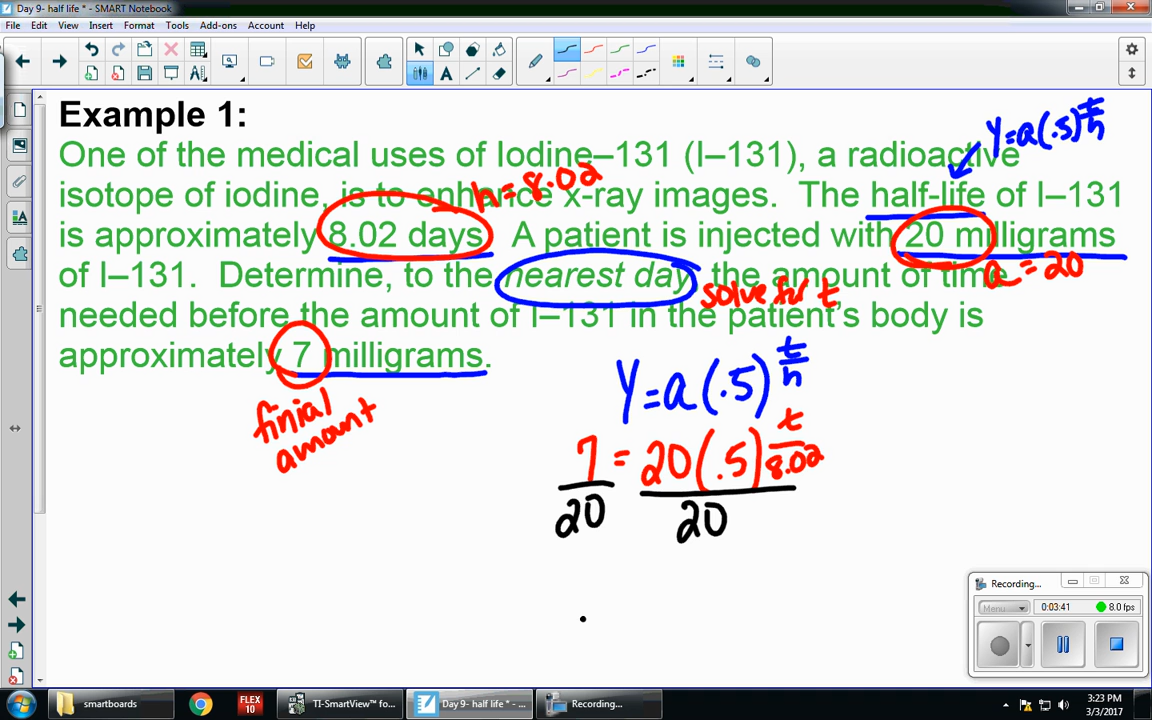 Day 9- half life * - SMART Notebook
File Edit View Insert Format Tools Add-ons Account Help
Example 1:
y=a(.5)^t/h
One of the medical uses of Iodine–131 (I–131), a radioactive
isotope of iodine, is to enhance x-ray images. The half-life of I–131
h=8.02
is approximately 8.02 days. A patient is injected with 20 milligrams
of I–131. Determine, to the nearest day, the amount of time
a=20
solve for t
needed before the amount of I–131 in the patient's body is
approximately 7 milligrams.
finial
amount
y=a(.5)^t/h
7=20(.5)^t/8.02
20 20
Recording...
Menu 0:03:41 8.0 fps
smartboards FLEX 10 TI-SmartView™ fo... Day 9- half life * - ... Recording...
3:23 PM
3/3/2017